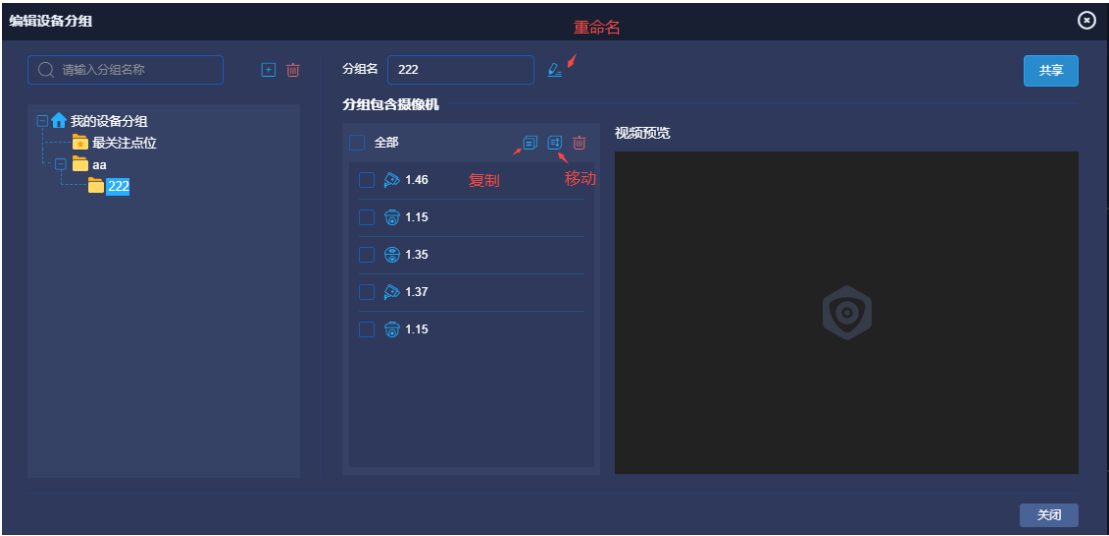 编辑设备分组
重命名
请输入分组名称
分组名 222
共享
我的设备分组
最关注点位
aa
222
分组包含摄像机
全部
复制
移动
1.46
1.15
1.35
1.37
1.15
视频预览
关闭